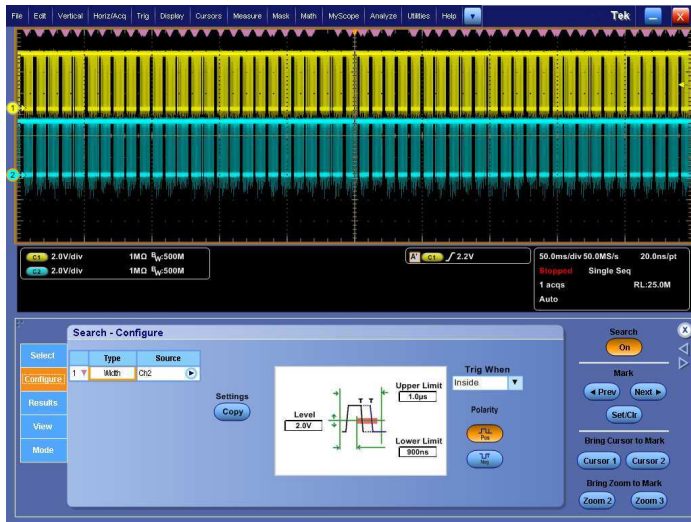 File Edit Vertical Horiz/Acq Trig Display Cursors Measure Mask Math MyScope Analyze Utilities Help Tek X
1
2
C1 2.0V/div 1MΩ BW:500M
C2 2.0V/div 1MΩ BW:500M
A' C1 2.2V
50.0ms/div 50.0MS/s 20.0ns/pt
Stopped Single Seq
1 acqs RL:25.0M
Auto
Search - Configure
Select
Configure
Results
View
Mode
Type Source
1 Width Ch2
Settings
Copy
Level
2.0V
T T
Upper Limit
1.0µs
Lower Limit
900ns
Trig When
Inside
Polarity
Pos
Neg
X
Search
On
Mark
Prev Next
Set/Clr
Bring Cursor to Mark
Cursor 1 Cursor 2
Bring Zoom to Mark
Zoom 2 Zoom 3